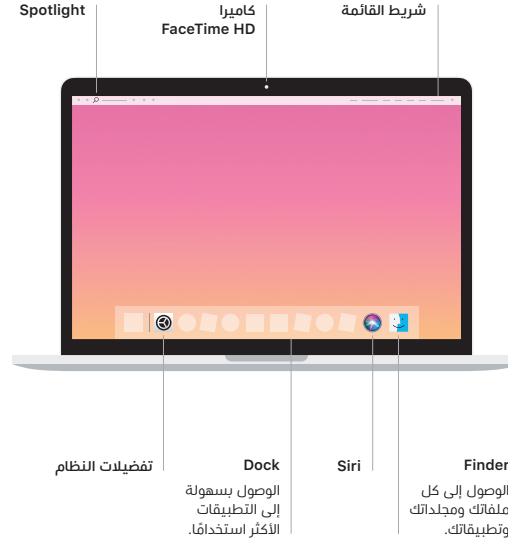 شريط القائمة
كاميرا
FaceTime HD
Spotlight
Finder
الوصول إلى كل
ملفاتك ومجلداتك
وتطبيقاتك.
Siri
Dock
الوصول بسهولة
إلى التطبيقات
الأكثر استخدامًا.
تفضيلات النظام